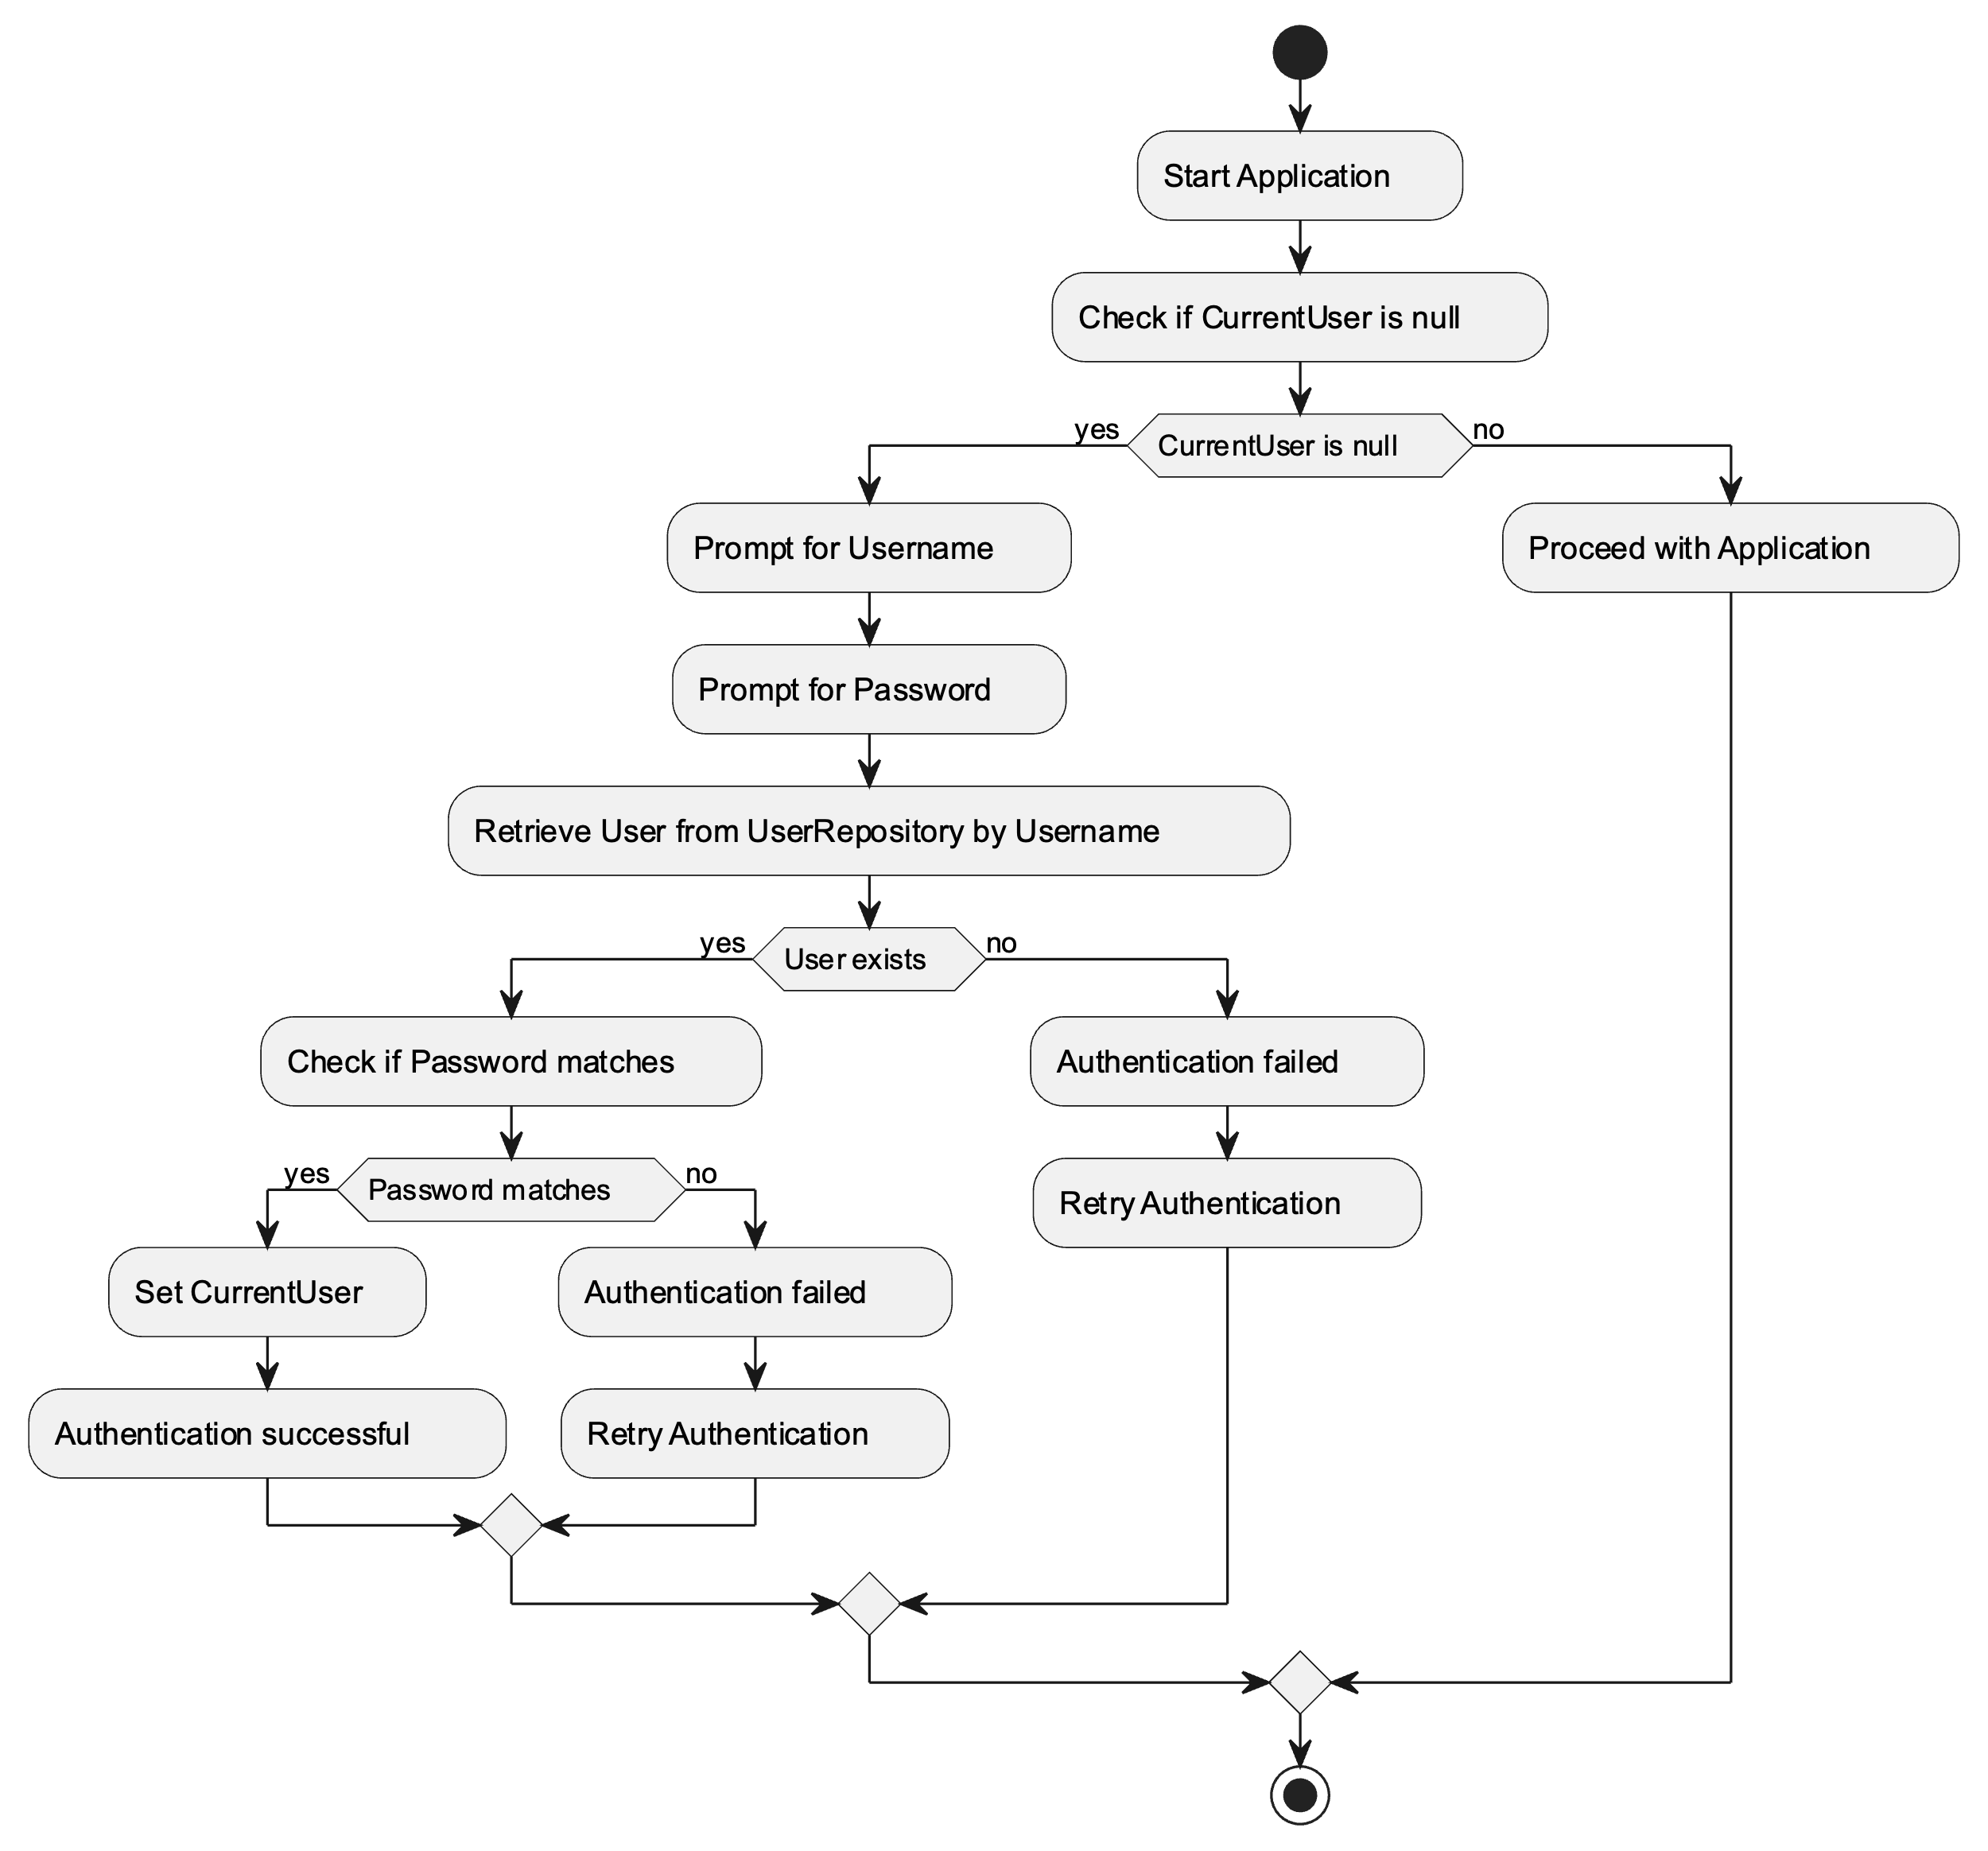 Start Application
Check if CurrentUser is null
yes
CurrentUser is null
no
Prompt for Username
Proceed with Application
Prompt for Password
Retrieve User from UserRepository by Username
yes
User exists
no
Check if Password matches
Authentication failed
yes
Password matches
no
Retry Authentication
Set CurrentUser
Authentication failed
Authentication successful
Retry Authentication